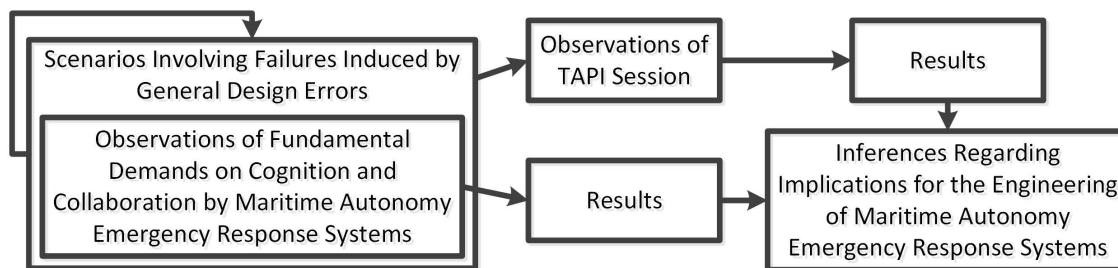 Scenarios Involving Failures Induced by
General Design Errors
Observations of Fundamental
Demands on Cognition and
Collaboration by Maritime Autonomy
Emergency Response Systems
Observations of
TAPI Session
Results
Results
Inferences Regarding
Implications for the Engineering
of Maritime Autonomy
Emergency Response Systems